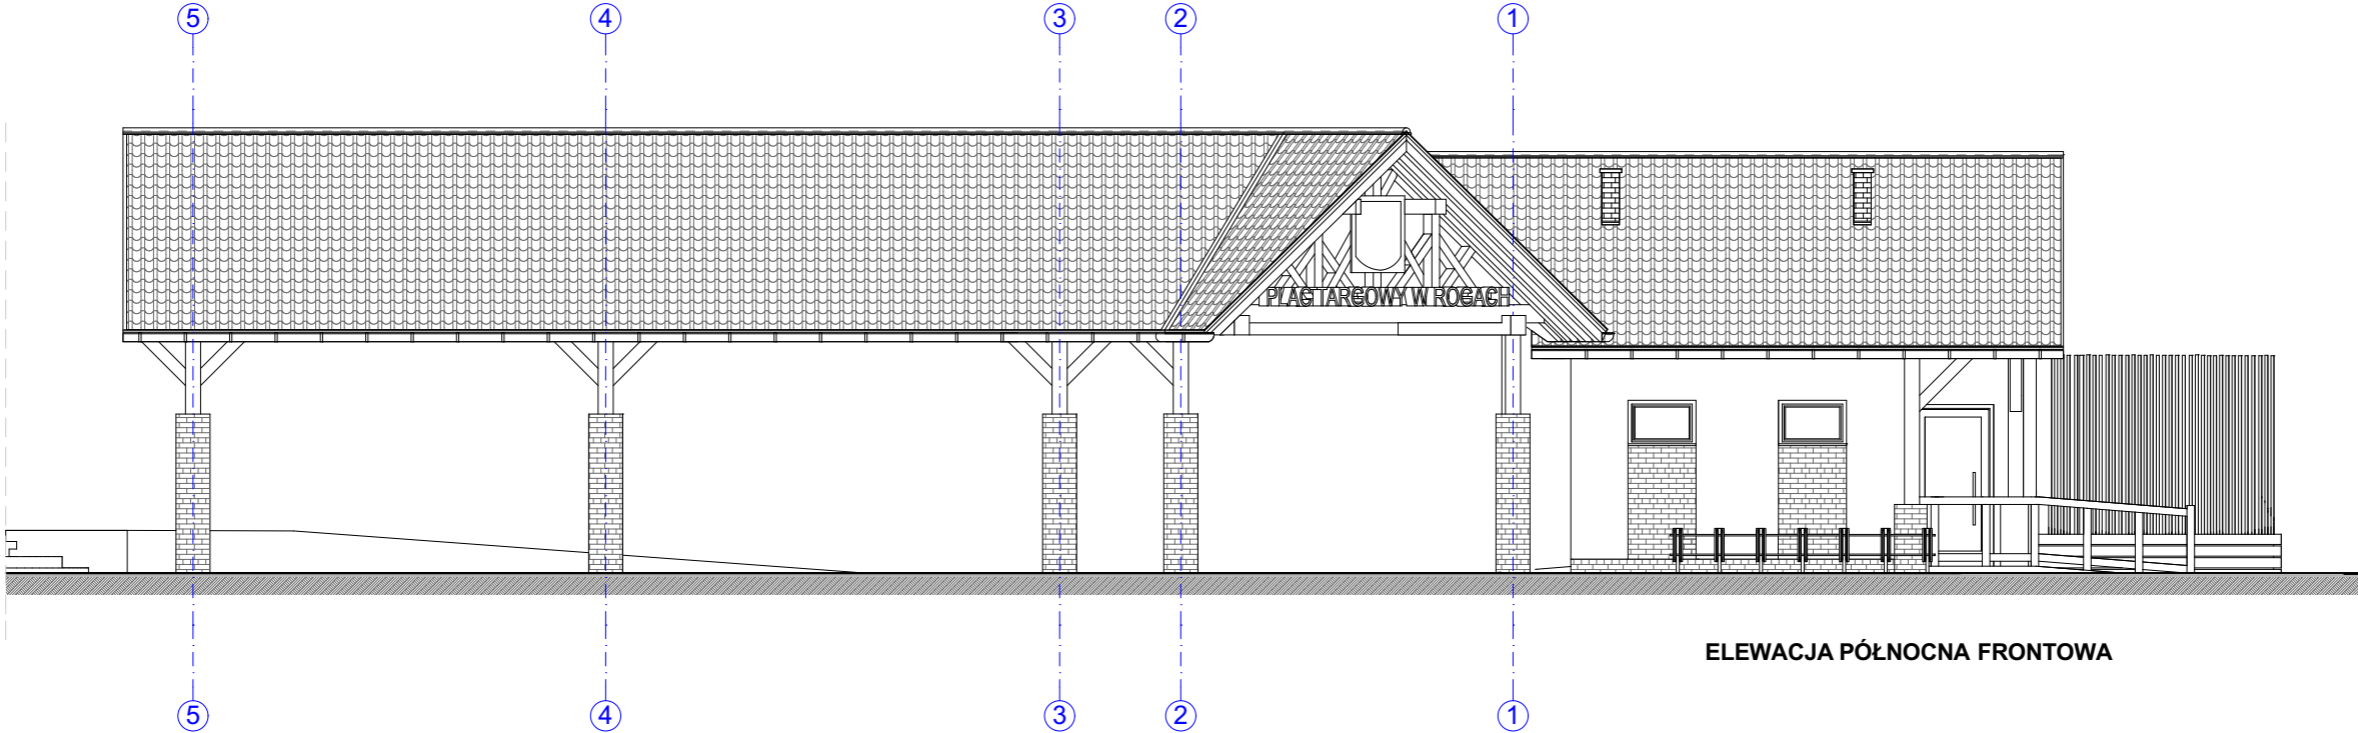 5 4 3 2 1
PLAC TARGOWY W ROGACH
ELEWACJA PÓŁNOCNA FRONTOWA
5 4 3 2 1